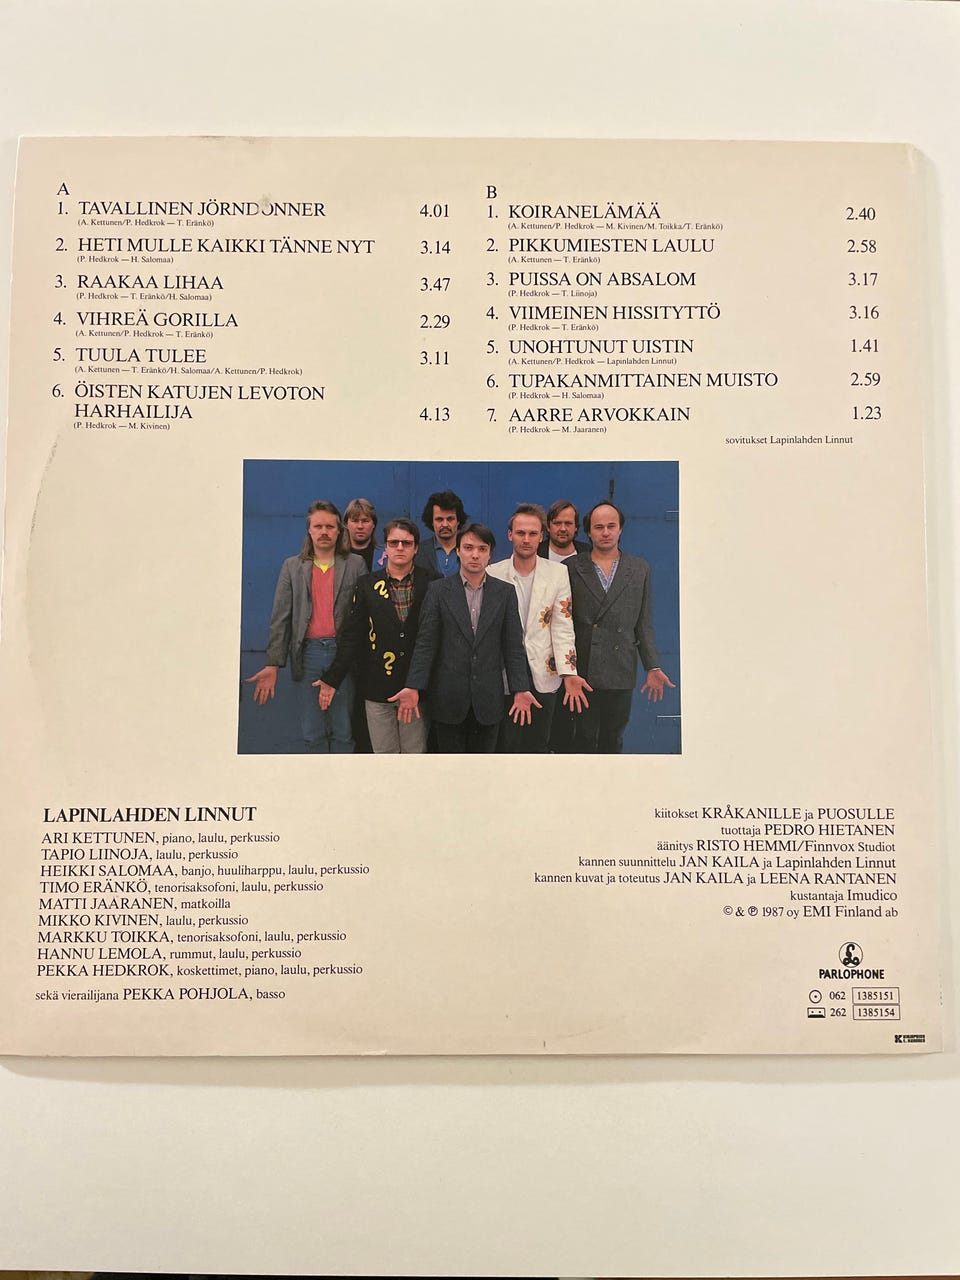 A
1. TAVALLINEN JÖRNDONNER 4.01
(A. Kettunen/P. Hedkrok — T. Eränkö)
2. HETI MULLE KAIKKI TÄNNE NYT 3.14
(P. Hedkrok — H. Salomaa)
3. RAAKAA LIHAA 3.47
(P. Hedkrok — T. Eränkö/H. Salomaa)
4. VIHREÄ GORILLA 2.29
(A. Kettunen/P. Hedkrok — T. Eränkö)
5. TUULA TULEE 3.11
(A. Kettunen — T. Eränkö/H. Salomaa/A. Kettunen/P. Hedkrok)
6. ÖISTEN KATUJEN LEVOTON
HARHAILIJA 4.13
(P. Hedkrok — M. Kivinen)
B
1. KOIRANELÄMÄÄ 2.40
(A. Kettunen/P. Hedkrok — M. Kivinen/M. Toikka/T. Eränkö)
2. PIKKUMIESTEN LAULU 2.58
(A. Kettunen — T. Eränkö)
3. PUISSA ON ABSALOM 3.17
(P. Hedkrok — T. Liinoja)
4. VIIMEINEN HISSITYTTÖ 3.16
(P. Hedkrok — T. Eränkö)
5. UNOHTUNUT UISTIN 1.41
(A. Kettunen/P. Hedkrok — Lapinlahden Linnut)
6. TUPAKANMITTAINEN MUISTO 2.59
(P. Hedkrok — H. Salomaa)
7. AARRE ARVOKKAIN 1.23
(P. Hedkrok — M. Jaaranen)
sovitukset Lapinlahden Linnut
? ? ?
LAPINLAHDEN LINNUT
ARI KETTUNEN, piano, laulu, perkussio
TAPIO LIINOJA, laulu, perkussio
HEIKKI SALOMAA, banjo, huuliharppu, laulu, perkussio
TIMO ERÄNKÖ, tenorisaksofoni, laulu, perkussio
MATTI JAARANEN, matkoilla
MIKKO KIVINEN, laulu, perkussio
MARKKU TOIKKA, tenorisaksofoni, laulu, perkussio
HANNU LEMOLA, rummut, laulu, perkussio
PEKKA HEDKROK, koskettimet, piano, laulu, perkussio
sekä vierailijana PEKKA POHJOLA, basso
kiitokset KRÅKANILLE ja PUOSULLE
tuottaja PEDRO HIETANEN
äänitys RISTO HEMMI/Finnvox Studiot
kannen suunnittelu JAN KAILA ja Lapinlahden Linnut
kannen kuvat ja toteutus JAN KAILA ja LEENA RANTANEN
kustantaja Imudico
© & ℗ 1987 oy EMI Finland ab
PARLOPHONE
062 1385151
262 1385154